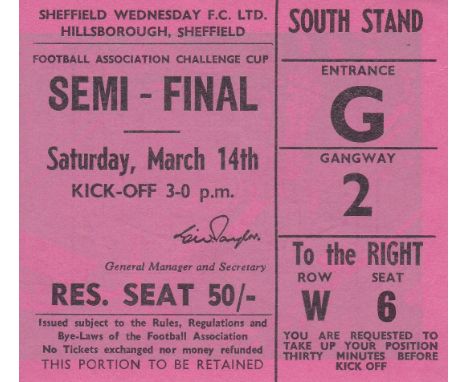 SHEFFIELD WEDNESDAY F.C. LTD.
HILLSBOROUGH, SHEFFIELD
FOOTBALL ASSOCIATION CHALLENGE CUP
SEMI - FINAL
Saturday, March 14th
KICK-OFF 3-0 p.m.
General Manager and Secretary
RES. SEAT 50/-
Issued subject to the Rules, Regulations and
Bye-Laws of the Football Association
No Tickets exchanged nor money refunded
THIS PORTION TO BE RETAINED
SOUTH STAND
ENTRANCE
G
GANGWAY
2
To the RIGHT
ROW SEAT
W 6
YOU ARE REQUESTED TO
TAKE UP YOUR POSITION
THIRTY MINUTES BEFORE
KICK OFF